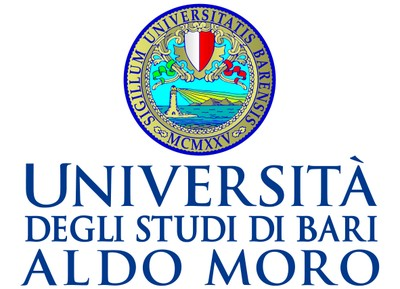 SIGILLUM UNIVERSITATIS BARENSIS
MCMXXV
UNIVERSITÀ
DEGLI STUDI DI BARI
ALDO MORO